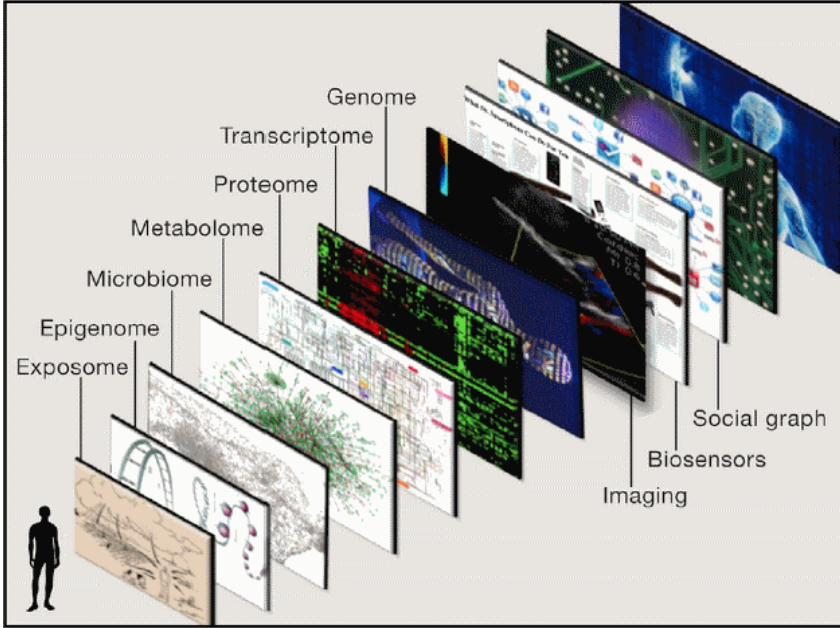 Genome
Transcriptome
Proteome
Metabolome
Microbiome
Epigenome
Exposome
Social graph
Biosensors
Imaging